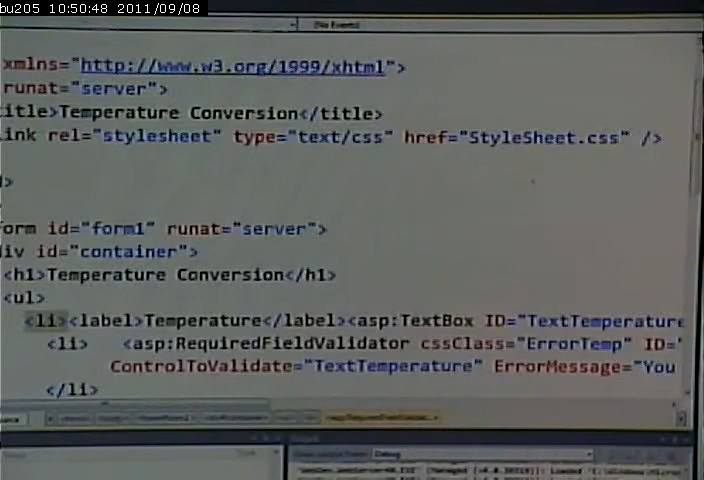 bu205 10:50:48 2011/09/08
(No Events)
xmlns="http://www.w3.org/1999/xhtml">
runat="server">
title>Temperature Conversion</title>
ink rel="stylesheet" type="text/css" href="StyleSheet.css" />
>
orm id="form1" runat="server">
iv id="container">
<h1>Temperature Conversion</h1>
<ul>
<li><label>Temperature</label><asp:TextBox ID="TextTemperature
<li> <asp:RequiredFieldValidator cssClass="ErrorTemp" ID="
ControlToValidate="TextTemperature" ErrorMessage="You
</li>
Debug